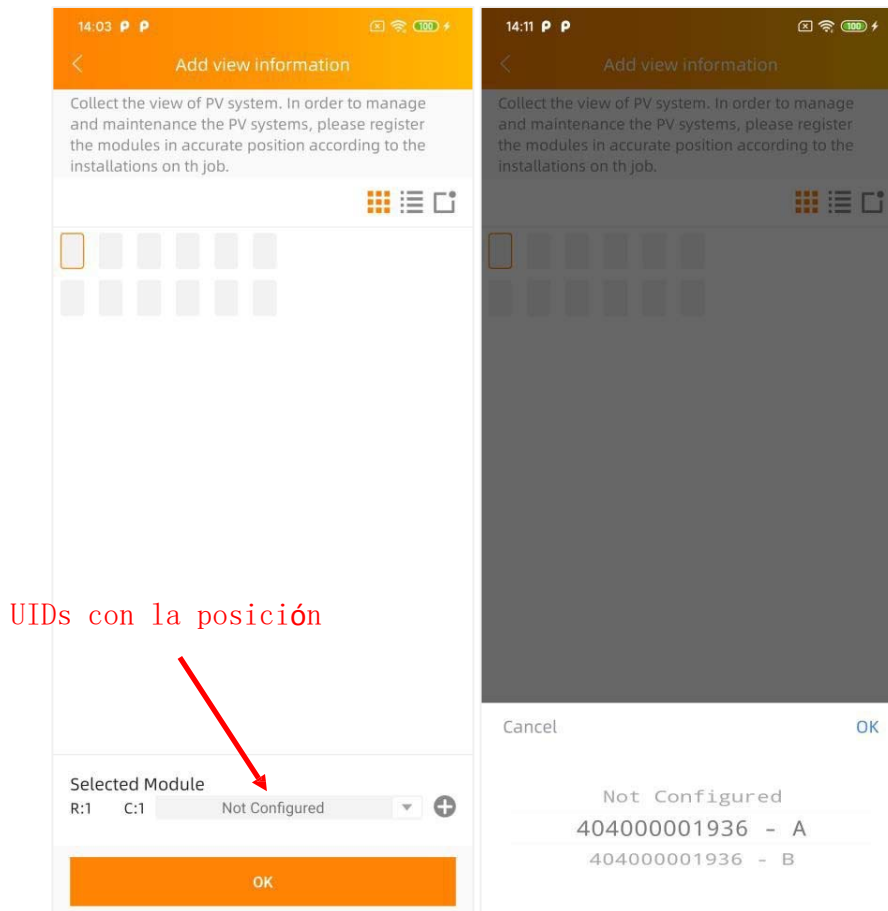 14:03 P P 100
Add view information
Collect the view of PV system. In order to manage
and maintenance the PV systems, please register
the modules in accurate position according to the
installations on th job.
UIDs con la posición
Selected Module
R:1 C:1 Not Configured
OK
14:11 P P 100
Add view information
Collect the view of PV system. In order to manage
and maintenance the PV systems, please register
the modules in accurate position according to the
installations on th job.
Cancel OK
Not Configured
404000001936 - A
404000001936 - B